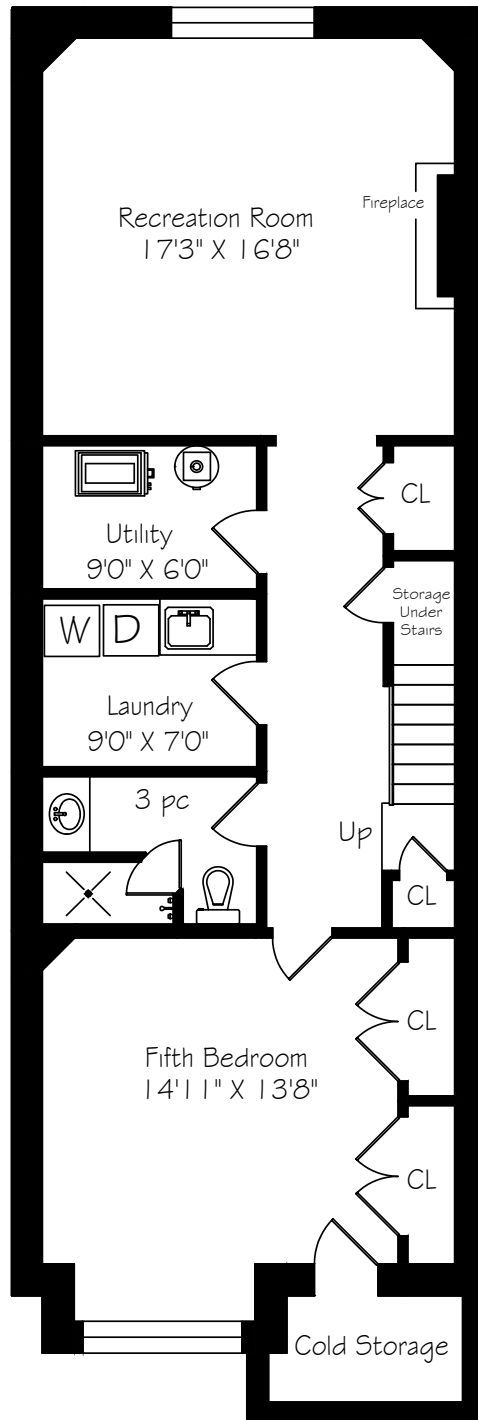 Fireplace
Recreation Room
17'3" X 16'8"
CL
Utility
9'0" X 6'0"
Storage
Under
Stairs
W D
Laundry
9'0" X 7'0"
3 pc
Up
CL
CL
Fifth Bedroom
14'11" X 13'8"
CL
Cold Storage